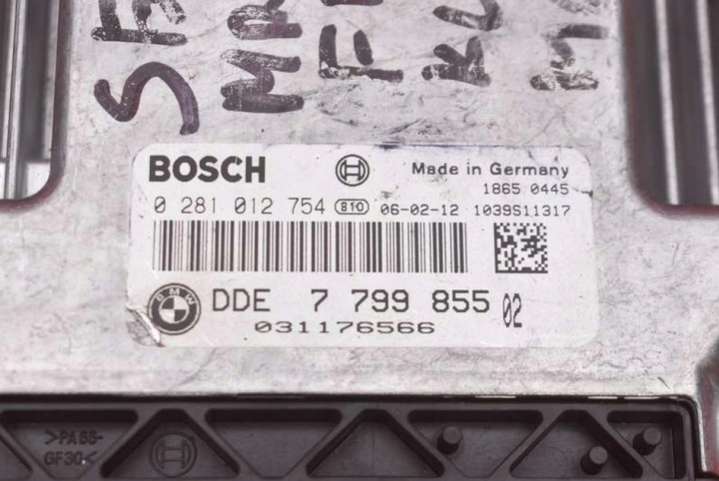 BOSCH
Made in Germany
1865 0445
0 281 012 754 810 06-02-12 1039S11317
BMW
DDE 7 799 855 02
031176566
>PA66-
GF30<